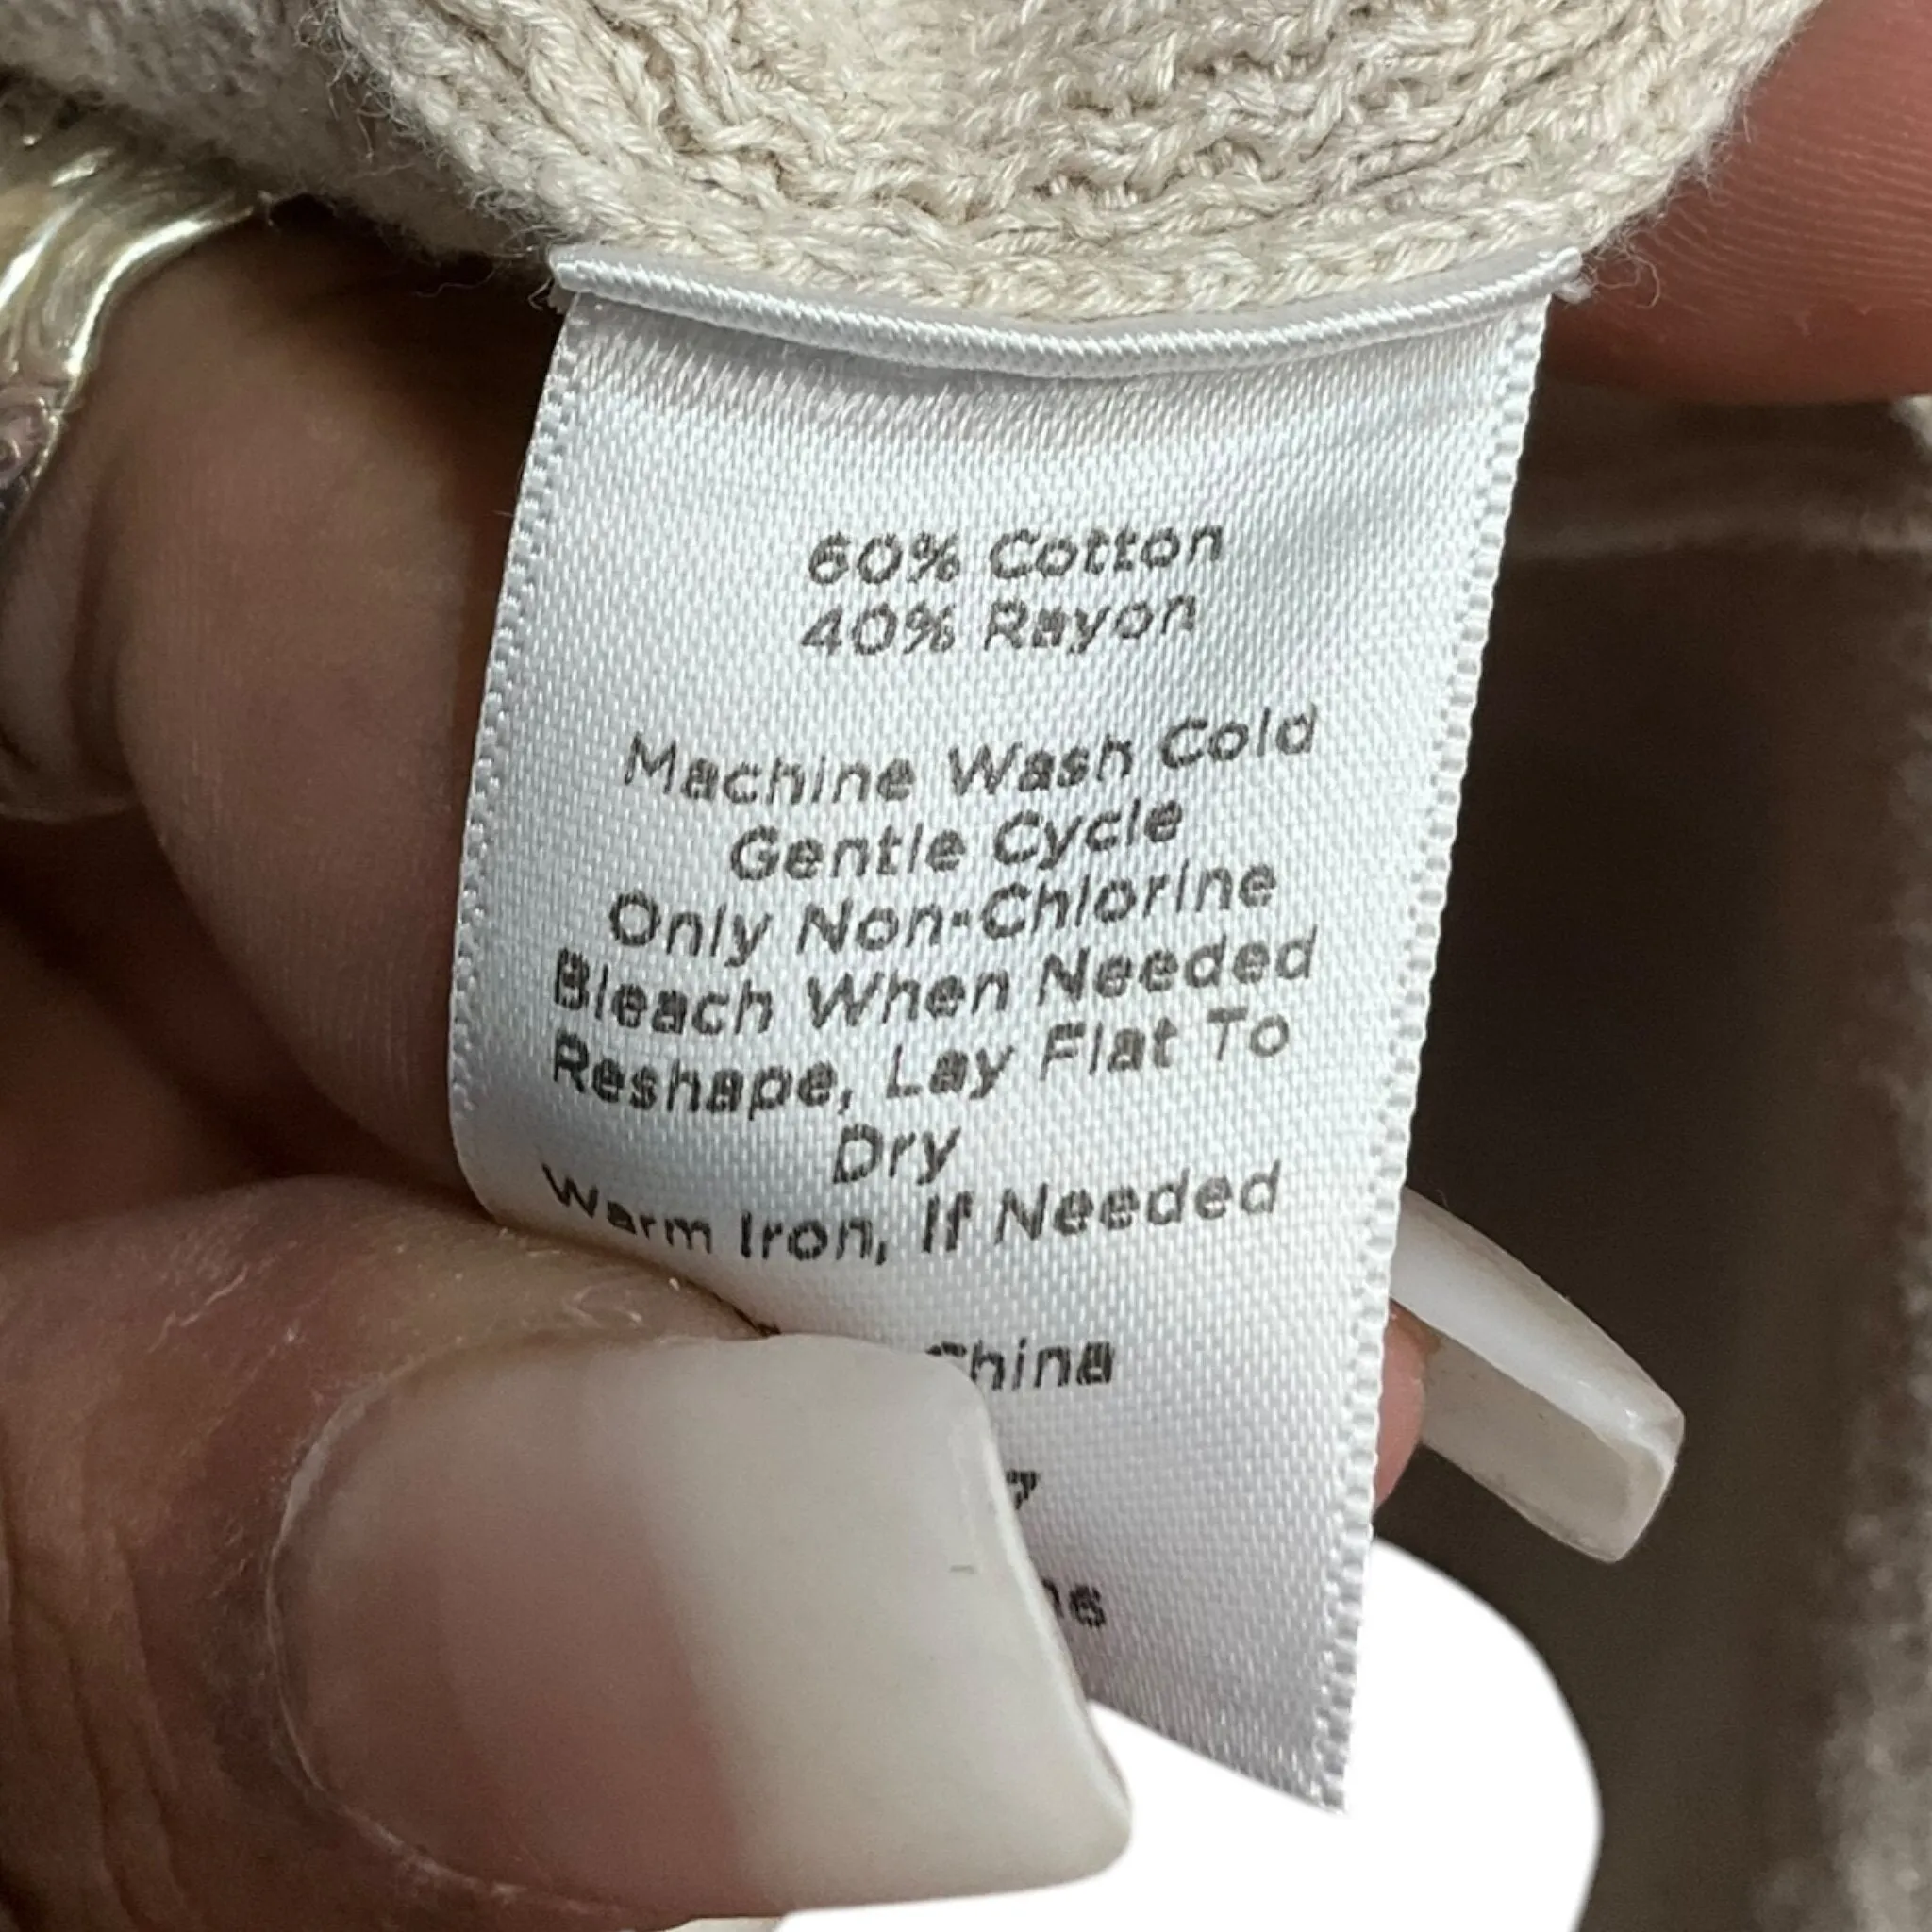 60% Cotton
40% Rayon
Machine Wash Cold
Gentle Cycle
Only Non-Chlorine
Bleach When Needed
Reshape, Lay Flat To
Dry
Warm Iron, If Needed
China